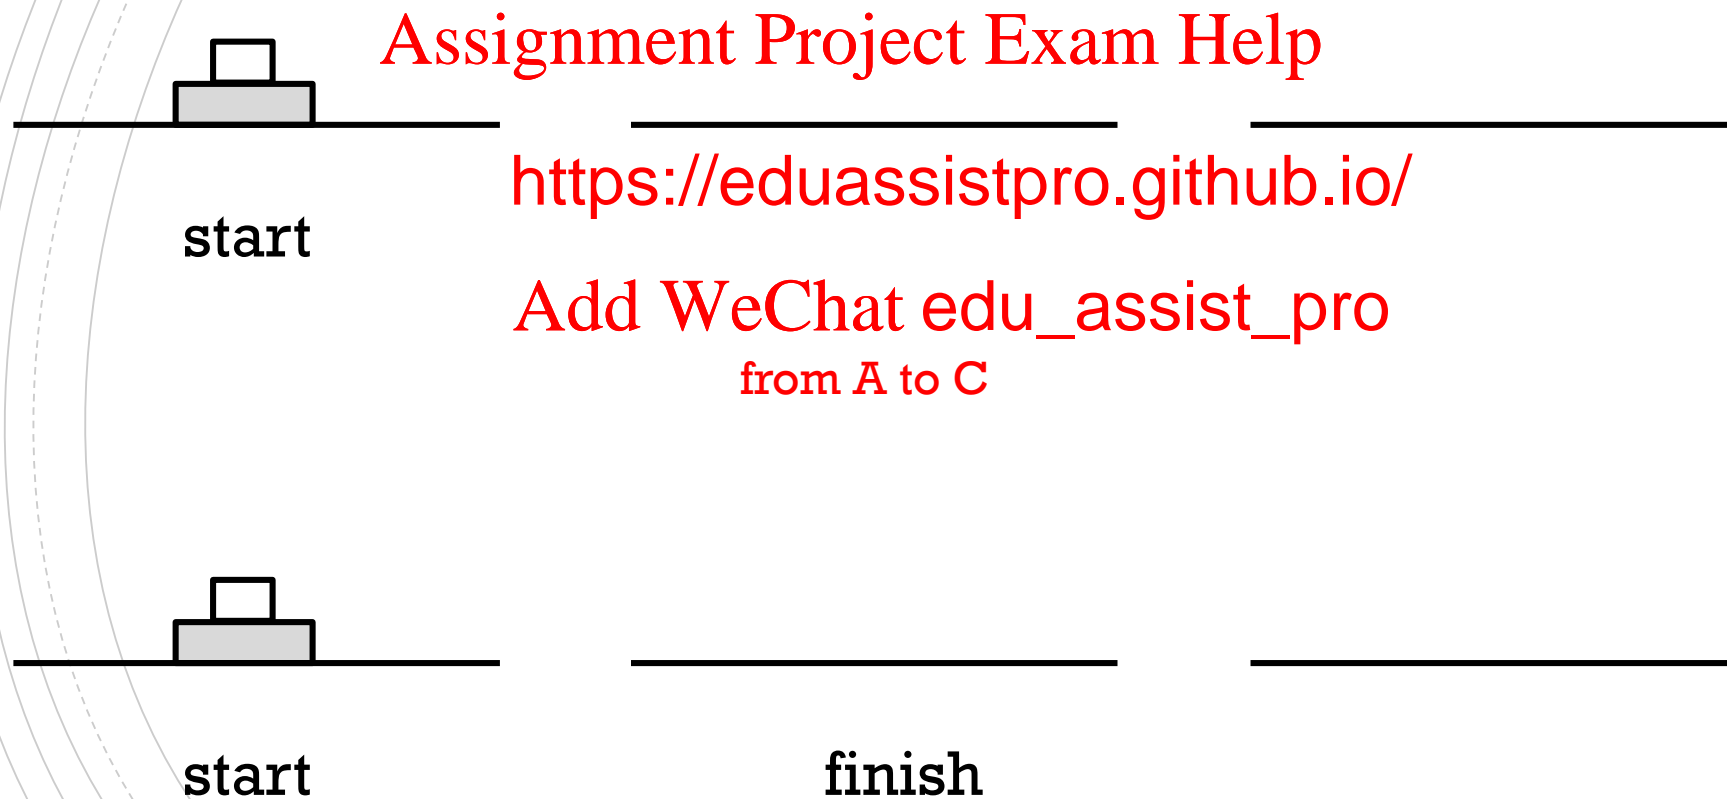 Assignment Project Exam Help
https://eduassistpro.github.io/
start
Add WeChat edu_assist_pro
from A to C
start
finish